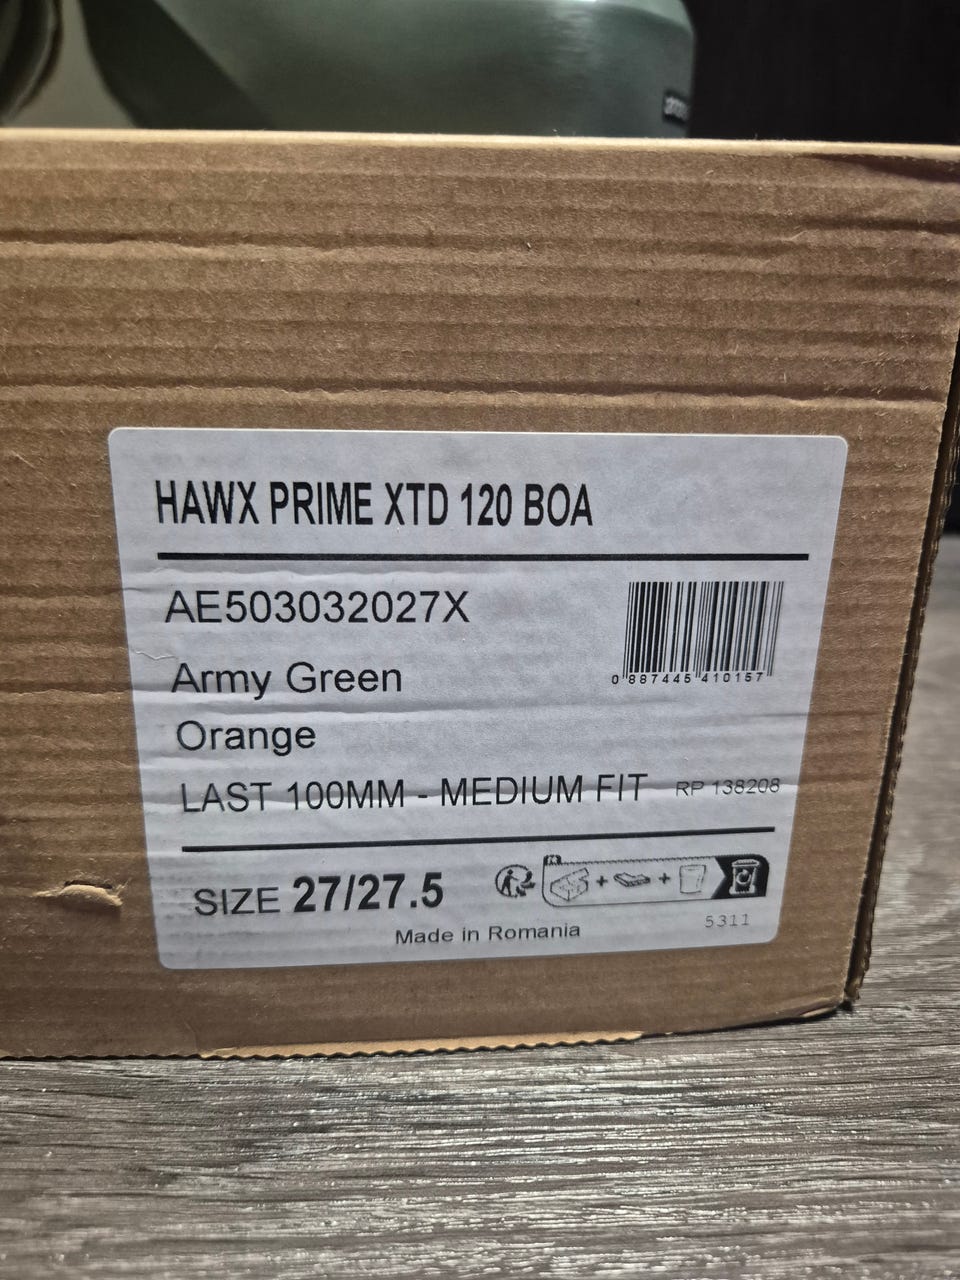 HAWX PRIME XTD 120 BOA
AE503032027X
Army Green
0 887445 410157
Orange
LAST 100MM - MEDIUM FIT RP 138208
SIZE 27/27.5
5311
Made in Romania